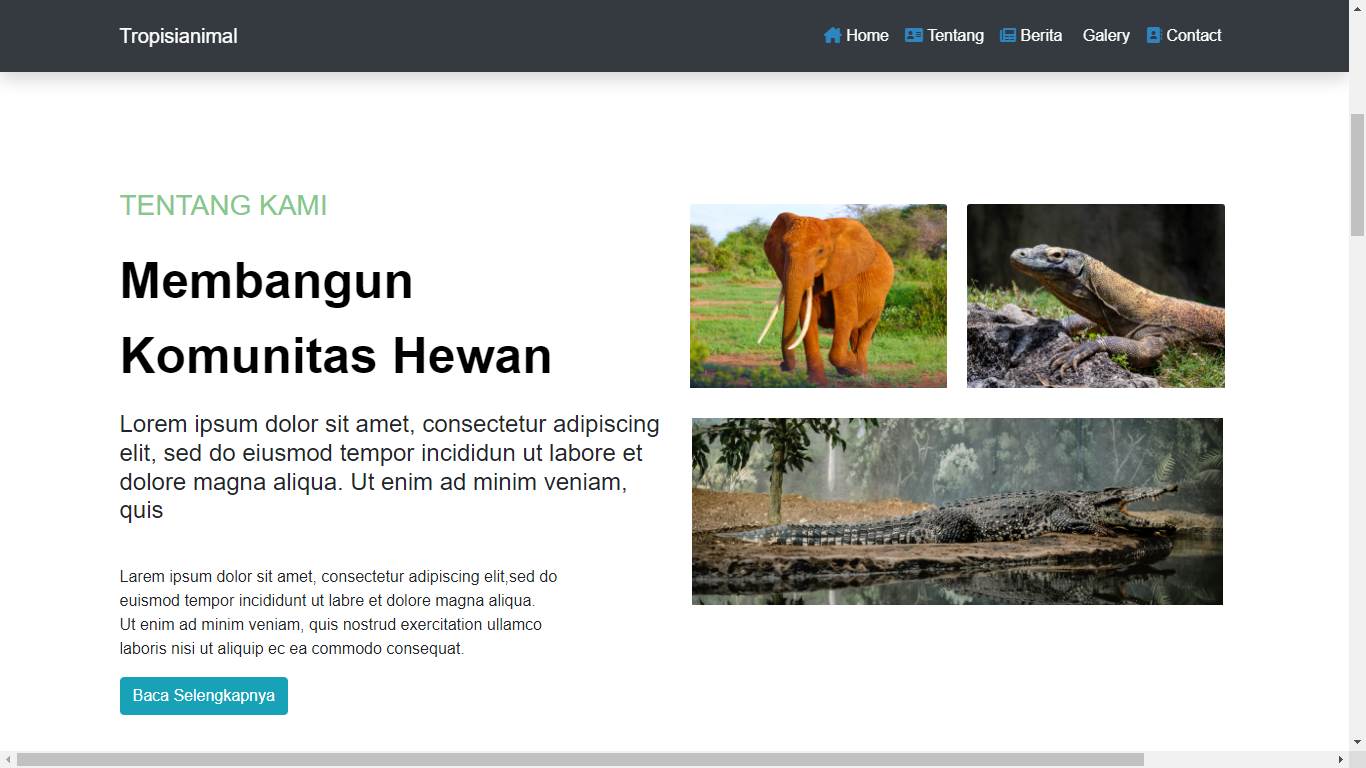 Tropisianimal
Home Tentang Berita Galery Contact
TENTANG KAMI
Membangun
Komunitas Hewan
Lorem ipsum dolor sit amet, consectetur adipiscing
elit, sed do eiusmod tempor incididun ut labore et
dolore magna aliqua. Ut enim ad minim veniam,
quis
Larem ipsum dolor sit amet, consectetur adipiscing elit,sed do
euismod tempor incididunt ut labre et dolore magna aliqua.
Ut enim ad minim veniam, quis nostrud exercitation ullamco
laboris nisi ut aliquip ec ea commodo consequat.
Baca Selengkapnya